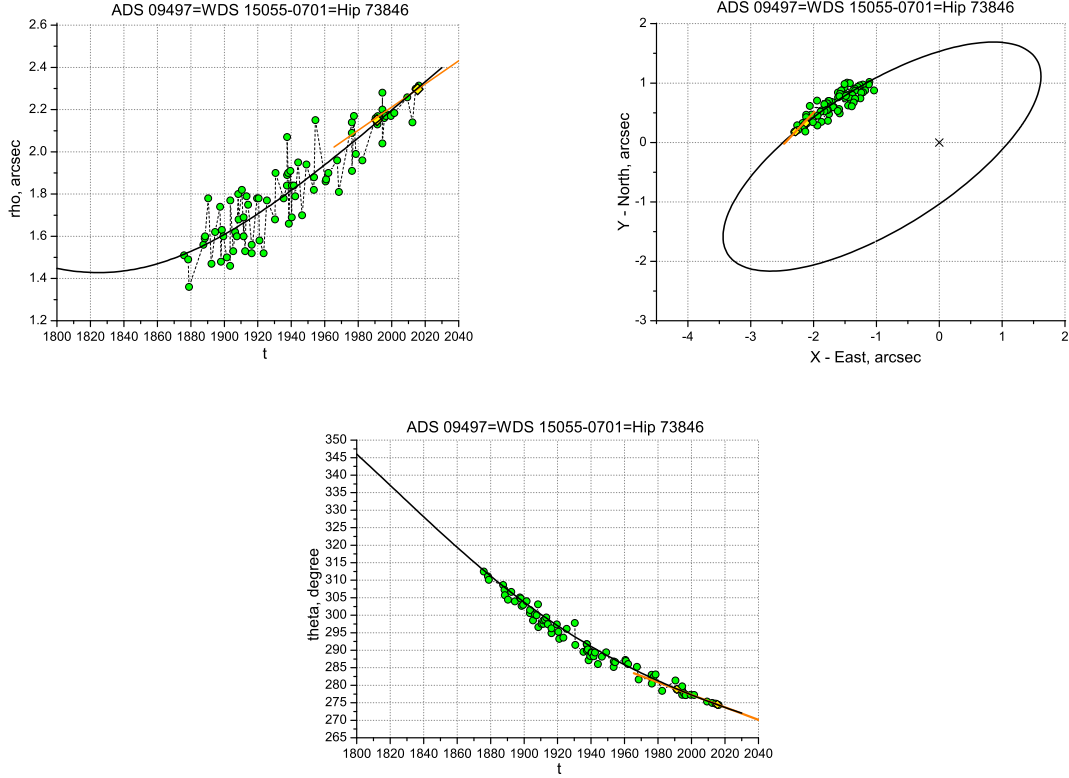 ADS 09497=WDS 15055-0701=Hip 73846
2.6
2.4
2.2
2.0
1.8
1.6
1.4
1.2
rho, arcsec
1800 1820 1840 1860 1880 1900 1920 1940 1960 1980 2000 2020 2040
t
ADS 09497=WDS 15055-0701=Hip 73846
2
1
0
-1
-2
-3
Y - North, arcsec
-4 -3 -2 -1 0 1 2
X - East, arcsec
ADS 09497=WDS 15055-0701=Hip 73846
350
345
340
335
330
325
320
315
310
305
300
295
290
285
280
275
270
265
theta, degree
1800 1820 1840 1860 1880 1900 1920 1940 1960 1980 2000 2020 2040
t